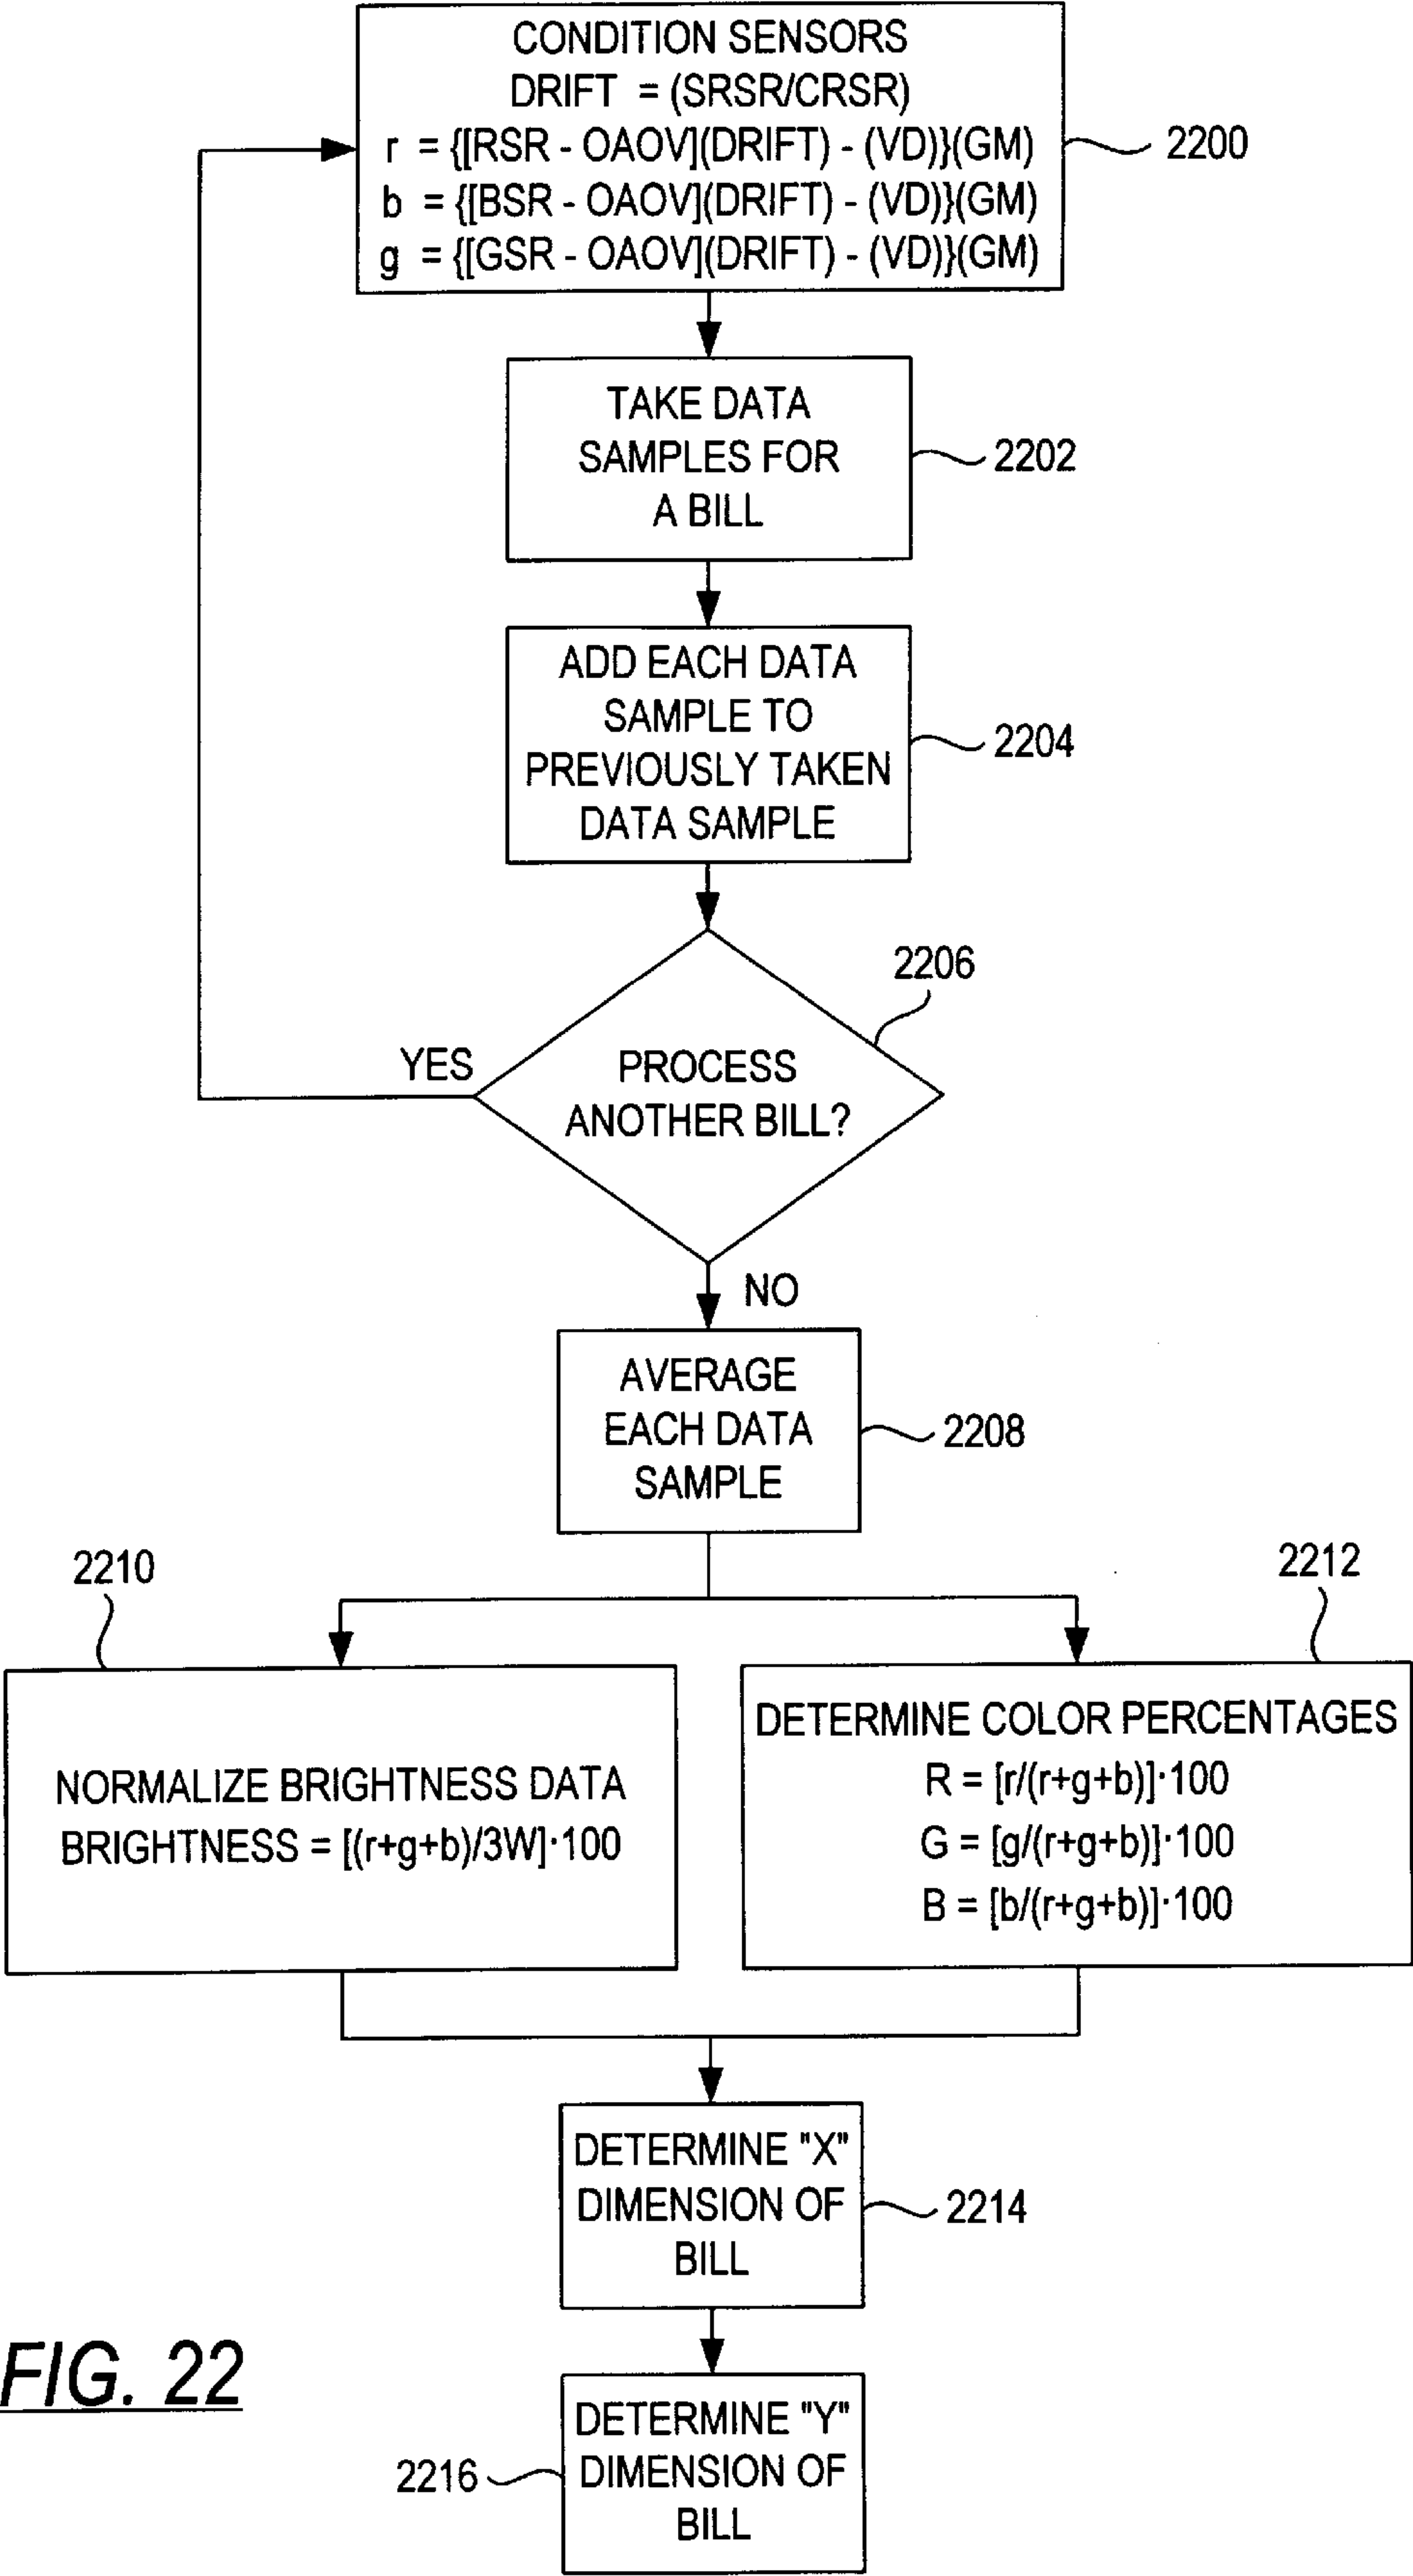 CONDITION SENSORS
DRIFT = (SRSR/CRSR)
r = {[RSR - OAOV](DRIFT) - (VD)}(GM)
b = {[BSR - OAOV](DRIFT) - (VD)}(GM)
g = {[GSR - OAOV](DRIFT) - (VD)}(GM)
2200
TAKE DATA
SAMPLES FOR
A BILL
2202
ADD EACH DATA
SAMPLE TO
PREVIOUSLY TAKEN
DATA SAMPLE
2204
2206
YES
PROCESS
ANOTHER BILL?
NO
AVERAGE
EACH DATA
SAMPLE
2208
2210
NORMALIZE BRIGHTNESS DATA
BRIGHTNESS = [(r+g+b)/3W]·100
2212
DETERMINE COLOR PERCENTAGES
R = [r/(r+g+b)]·100
G = [g/(r+g+b)]·100
B = [b/(r+g+b)]·100
DETERMINE "X"
DIMENSION OF
BILL
2214
DETERMINE "Y"
DIMENSION OF
BILL
2216
FIG. 22